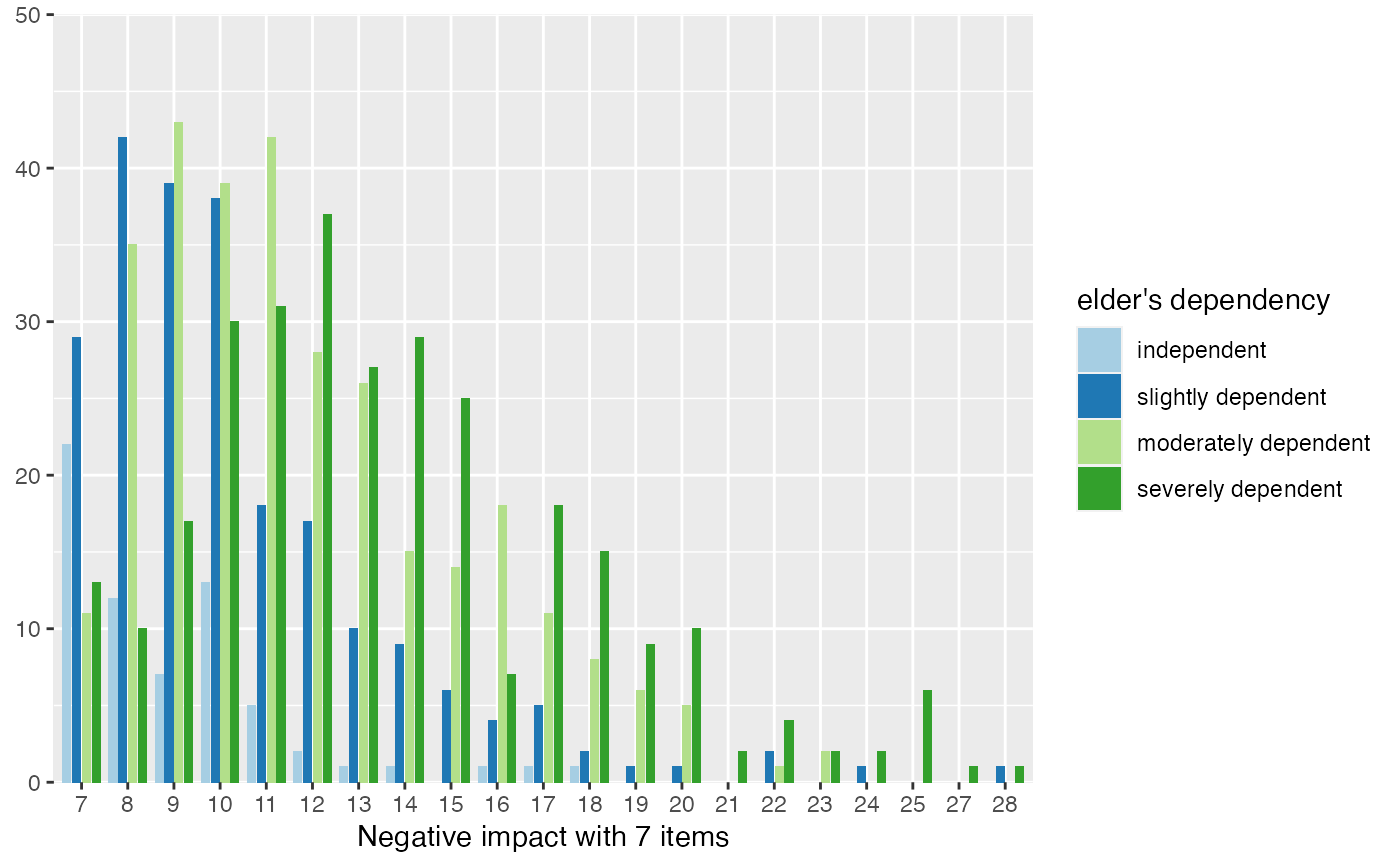 50
40
30
20
10
0
7 8 9 10 11 12 13 14 15 16 17 18 19 20 21 22 23 24 25 27 28
Negative impact with 7 items
elder's dependency
independent
slightly dependent
moderately dependent
severely dependent